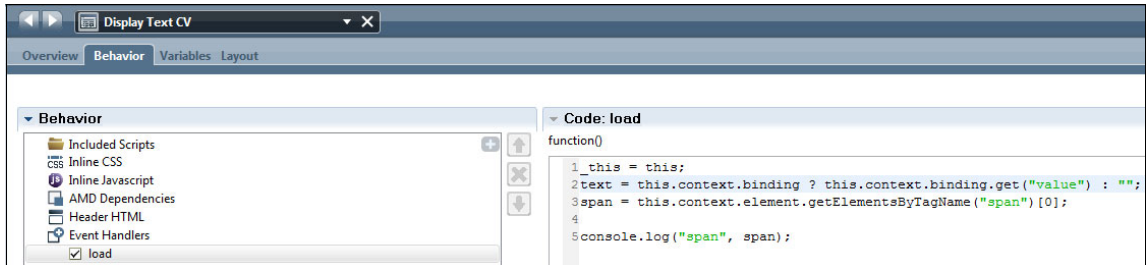 Display Text CV
Overview Behavior Variables Layout
Behavior
Included Scripts
CSS Inline CSS
JS Inline Javascript
AMD Dependencies
Header HTML
Event Handlers
load
Code: load
function()
1 _this = this;
2 text = this.context.binding ? this.context.binding.get("value") : "";
3 span = this.context.element.getElementsByTagName("span")[0];
4
5 console.log("span", span);